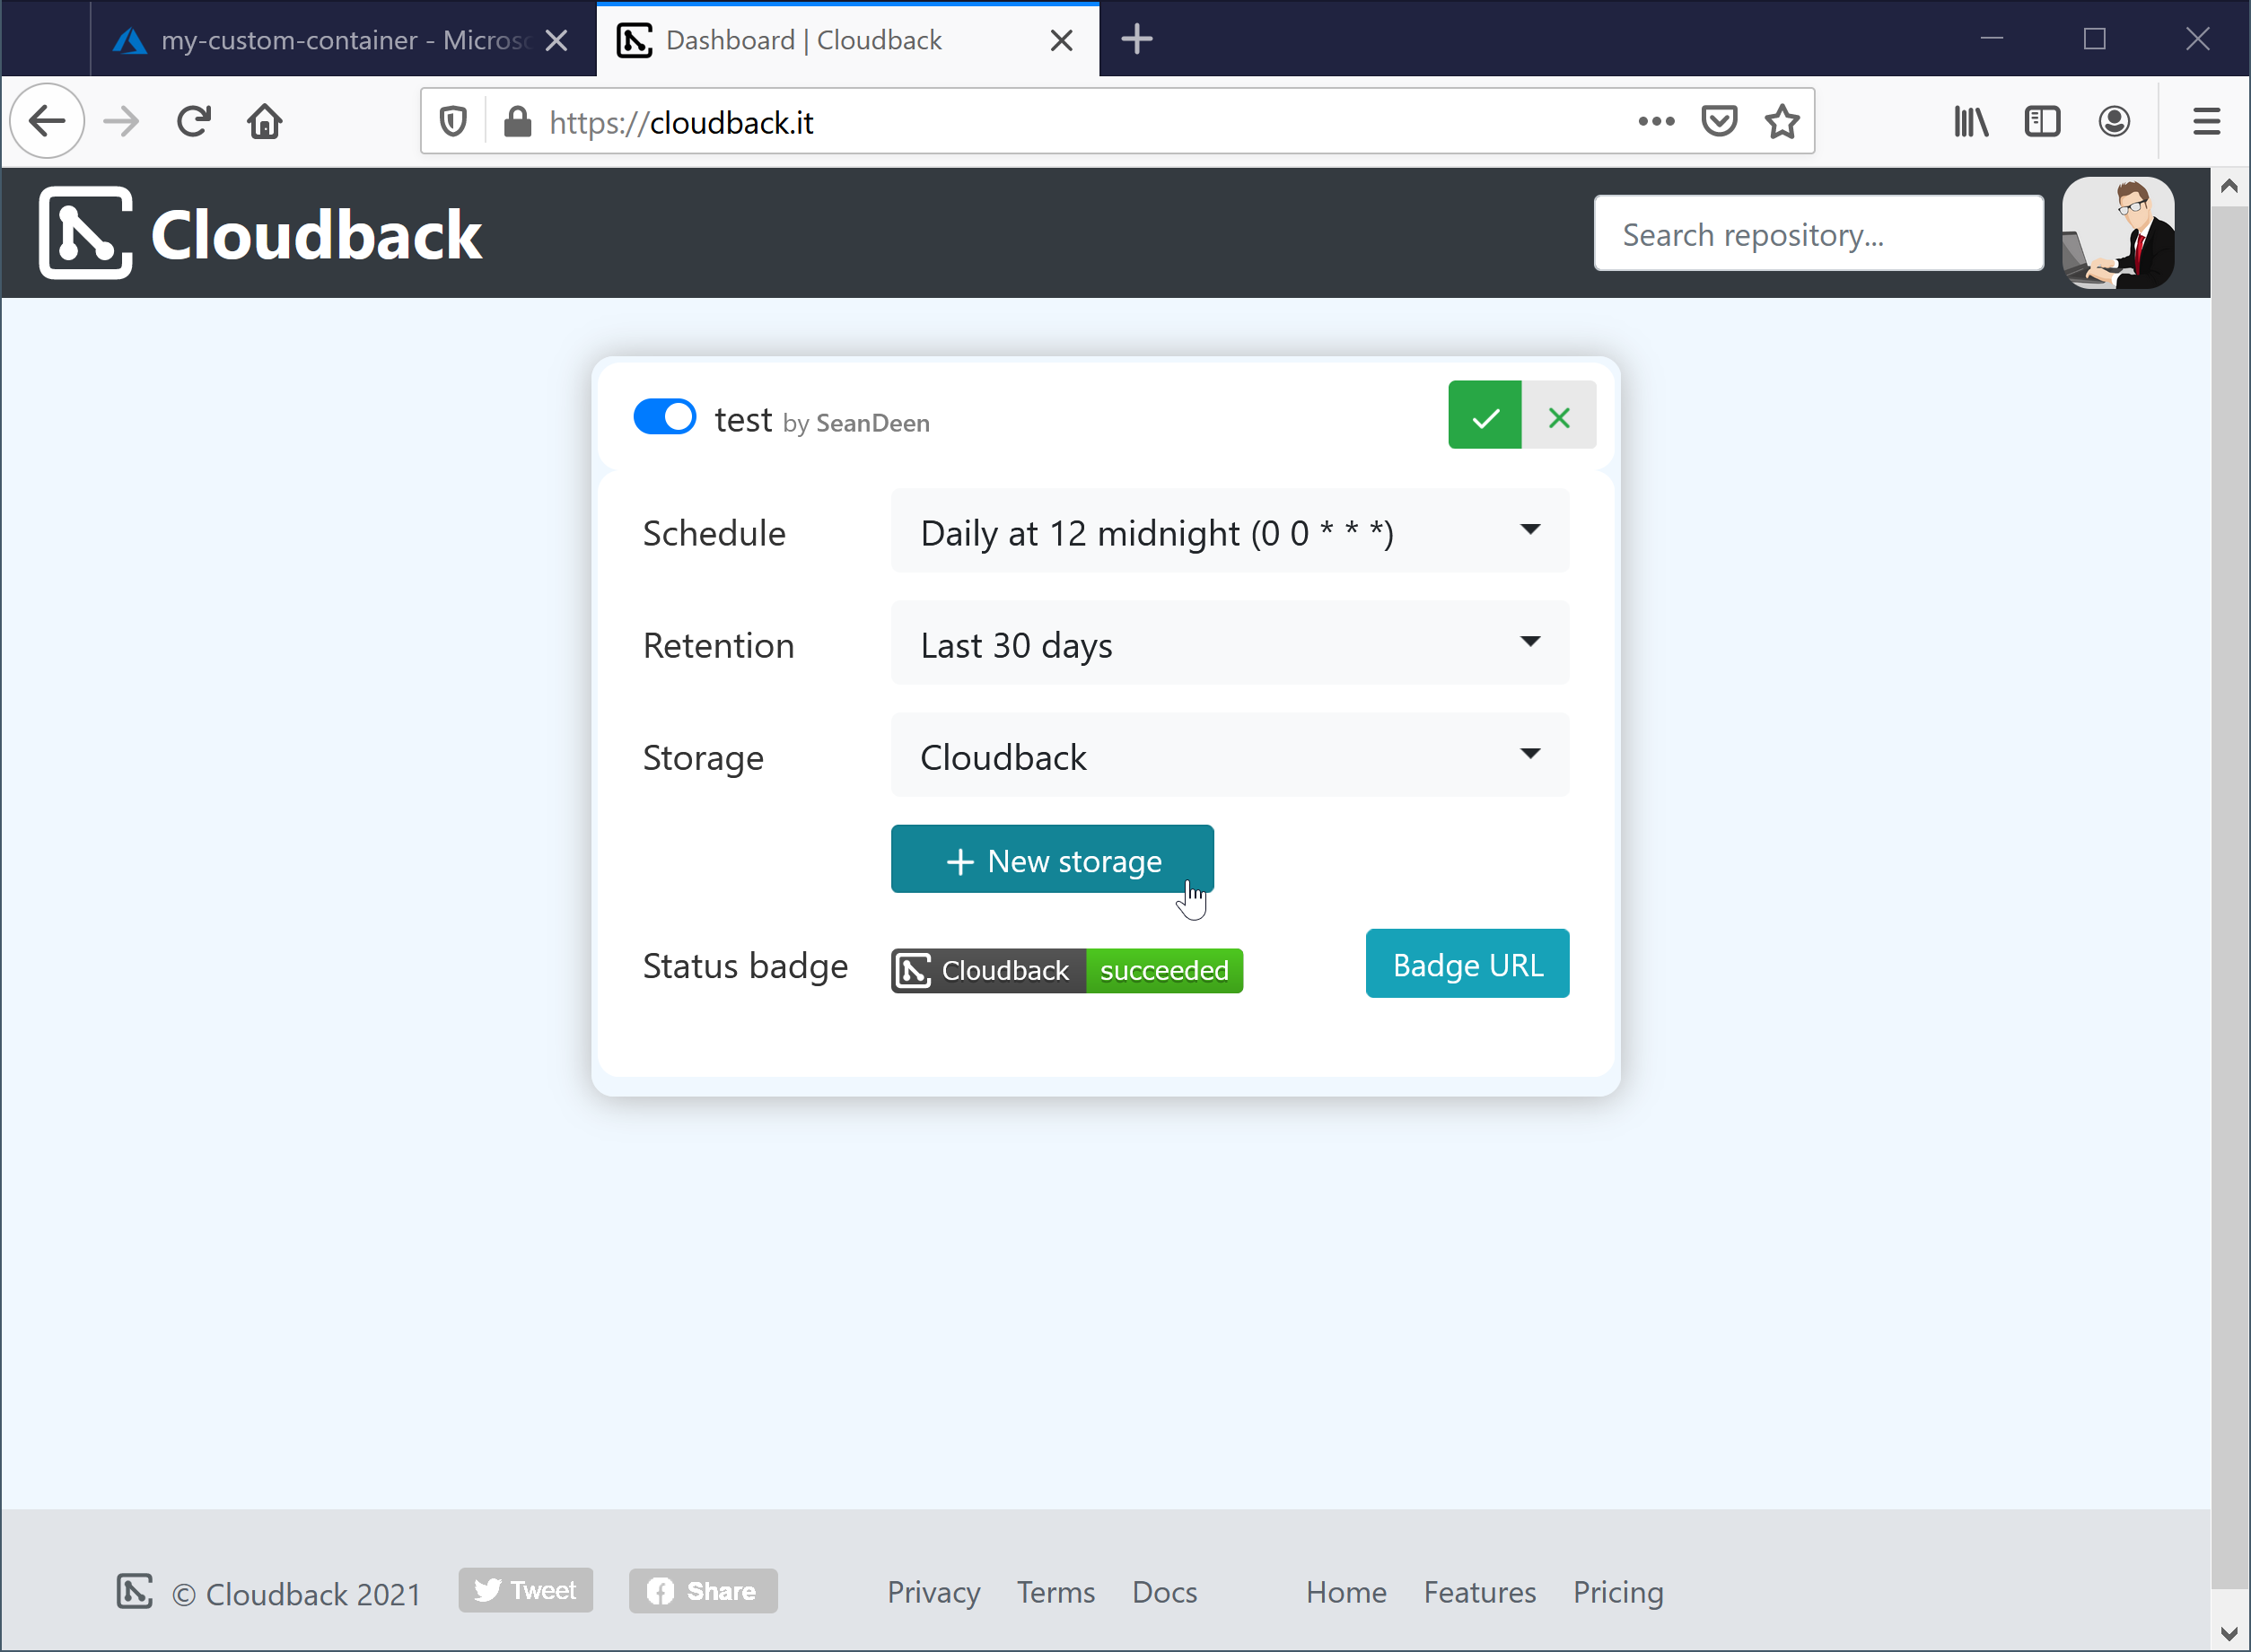 my-custom-container - Micros
Dashboard | Cloudback
https://cloudback.it
Cloudback
Search repository...
test by SeanDeen
Schedule
Daily at 12 midnight (0 0 * * *)
Retention
Last 30 days
Storage
Cloudback
New storage
Status badge
Cloudback succeeded
Badge URL
© Cloudback 2021
Tweet
Share
Privacy
Terms
Docs
Home
Features
Pricing